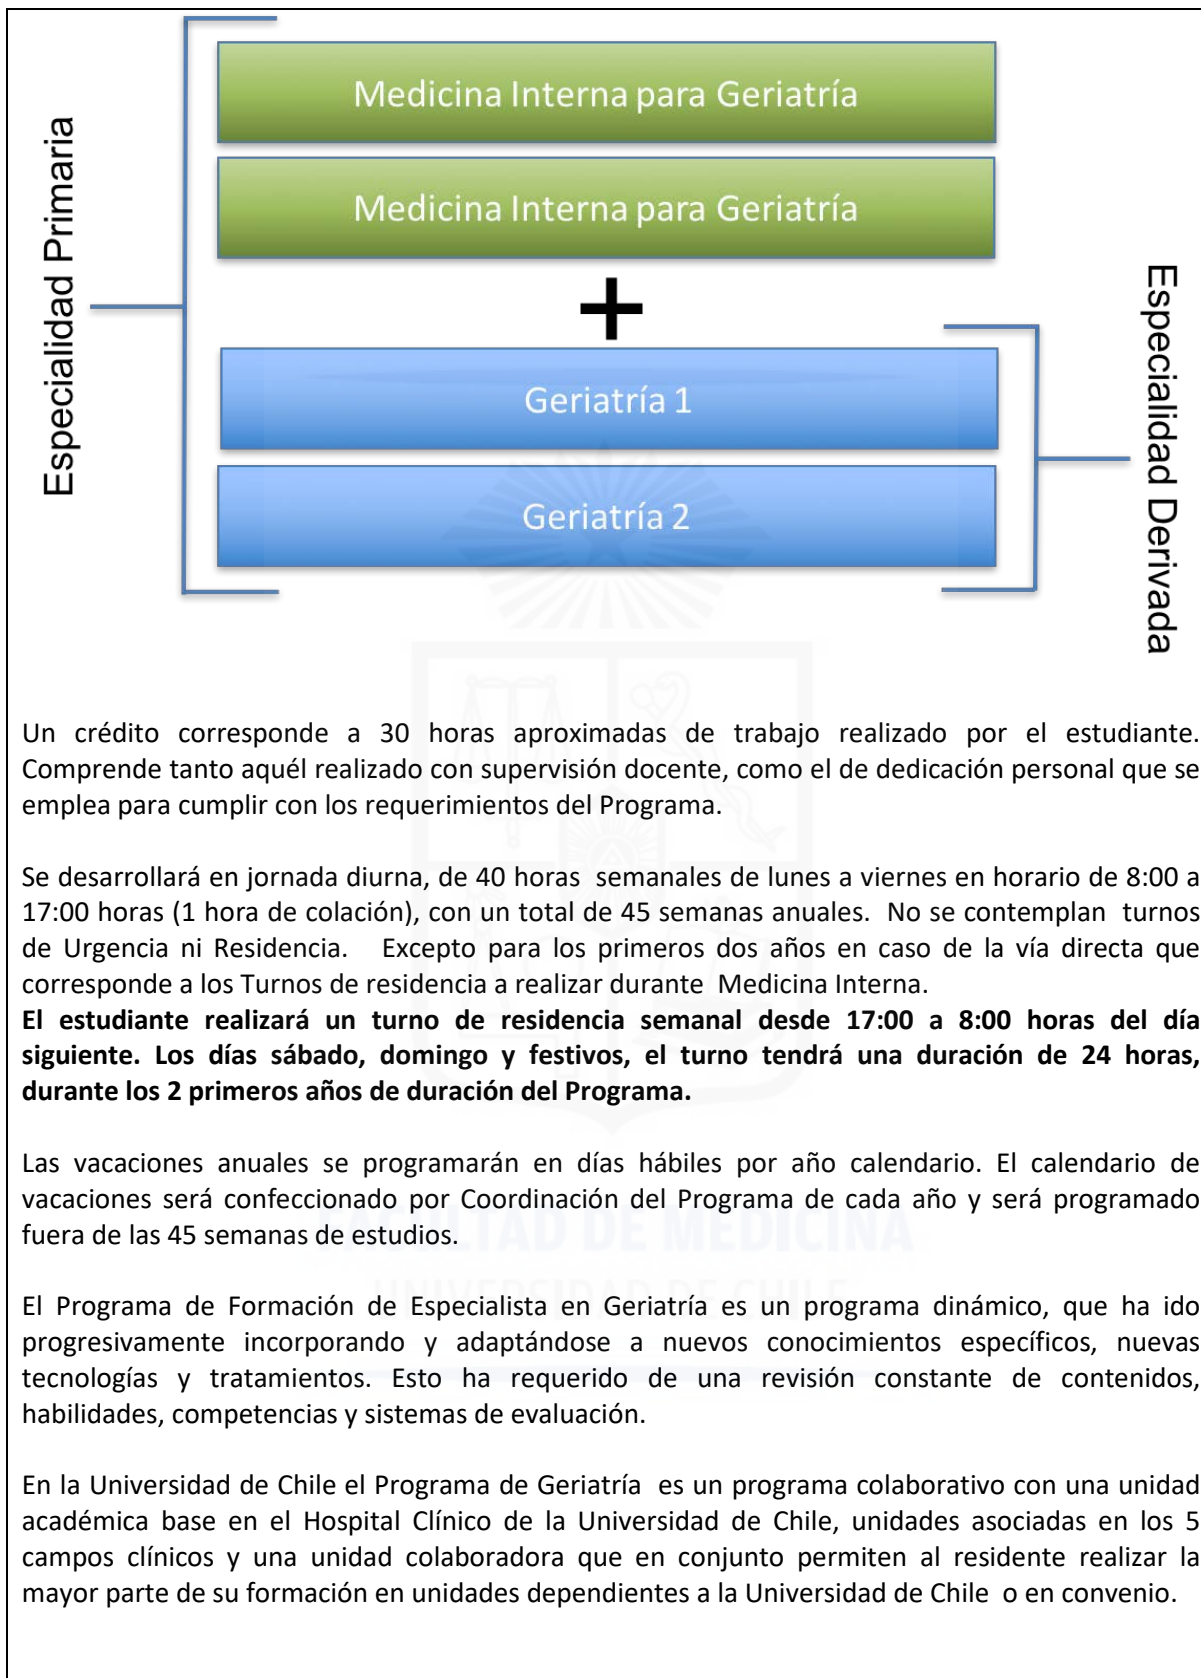 Especialidad Primaria
Medicina Interna para Geriatría
Medicina Interna para Geriatría
+
Geriatría 1
Geriatría 2
Especialidad Derivada
Un crédito corresponde a 30 horas aproximadas de trabajo realizado por el estudiante.
Comprende tanto aquél realizado con supervisión docente, como el de dedicación personal que se
emplea para cumplir con los requerimientos del Programa.
Se desarrollará en jornada diurna, de 40 horas semanales de lunes a viernes en horario de 8:00 a
17:00 horas (1 hora de colación), con un total de 45 semanas anuales. No se contemplan turnos
de Urgencia ni Residencia. Excepto para los primeros dos años en caso de la vía directa que
corresponde a los Turnos de residencia a realizar durante Medicina Interna.
El estudiante realizará un turno de residencia semanal desde 17:00 a 8:00 horas del día
siguiente. Los días sábado, domingo y festivos, el turno tendrá una duración de 24 horas,
durante los 2 primeros años de duración del Programa.
Las vacaciones anuales se programarán en días hábiles por año calendario. El calendario de
vacaciones será confeccionado por Coordinación del Programa de cada año y será programado
fuera de las 45 semanas de estudios.
FACULTAD DE MEDICINA
UNIVERSIDAD DE CHILE
El Programa de Formación de Especialista en Geriatría es un programa dinámico, que ha ido
progresivamente incorporando y adaptándose a nuevos conocimientos específicos, nuevas
tecnologías y tratamientos. Esto ha requerido de una revisión constante de contenidos,
habilidades, competencias y sistemas de evaluación.
En la Universidad de Chile el Programa de Geriatría es un programa colaborativo con una unidad
académica base en el Hospital Clínico de la Universidad de Chile, unidades asociadas en los 5
campos clínicos y una unidad colaboradora que en conjunto permiten al residente realizar la
mayor parte de su formación en unidades dependientes a la Universidad de Chile o en convenio.